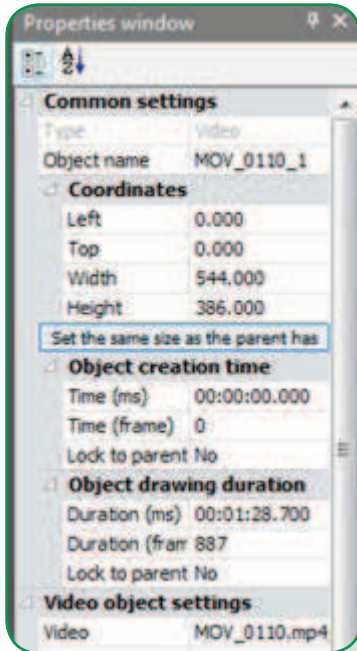 Properties window
Common settings
Type Video
Object name MOV_0110_1
Coordinates
Left 0.000
Top 0.000
Width 544.000
Height 386.000
Set the same size as the parent has
Object creation time
Time (ms) 00:00:00.000
Time (frame) 0
Lock to parent No
Object drawing duration
Duration (ms) 00:01:28.700
Duration (fram 887
Lock to parent No
Video object settings
Video MOV_0110.mp4